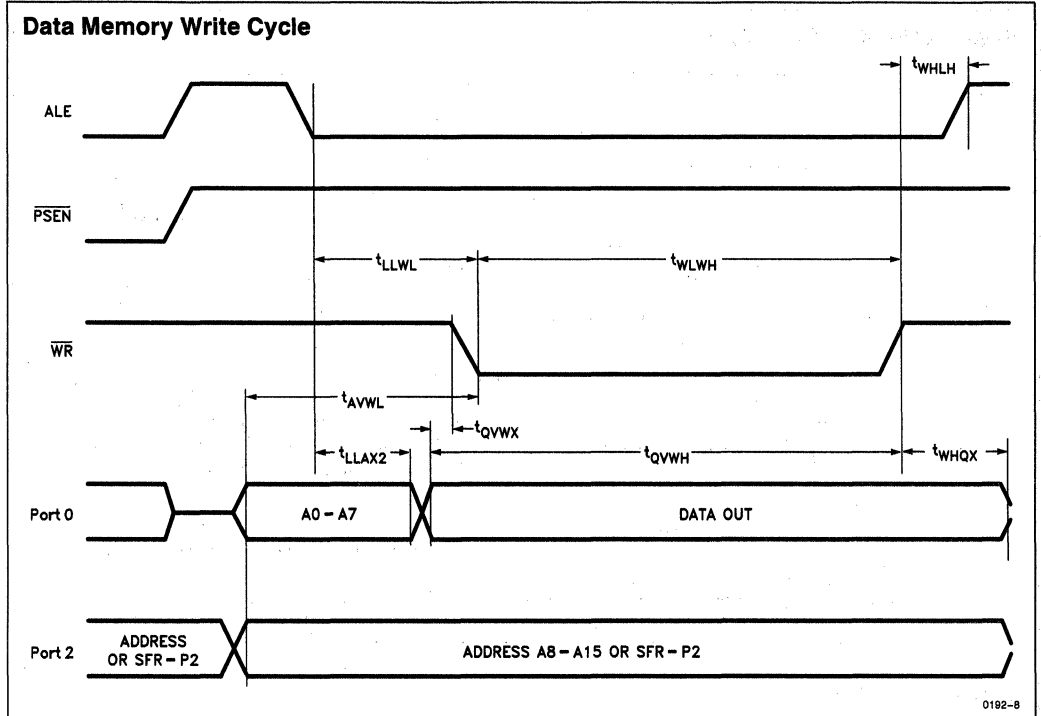 Data Memory Write Cycle
tWHLH
ALE
PSEN
tLLWL
tWLWH
WR
tAVWL
tQVWX
tLLAX2
tQVWH
tWHQX
Port 0
A0 – A7
DATA OUT
Port 2
ADDRESS
OR SFR – P2
ADDRESS A8 – A15 OR SFR – P2
0192–8